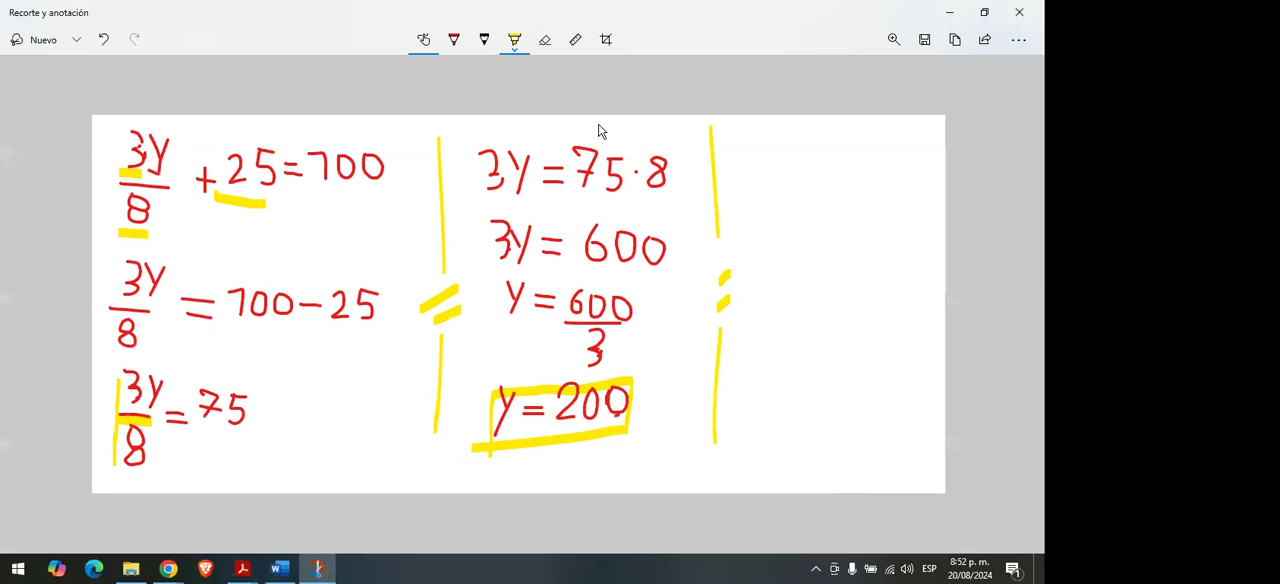 Recorte y anotación
Nuevo
3y/8 + 25 = 700
3y/8 = 700 - 25
3y/8 = 75
3y = 75 · 8
3y = 600
y = 600/3
y = 200
ESP
8:52 p. m.
20/08/2024
1